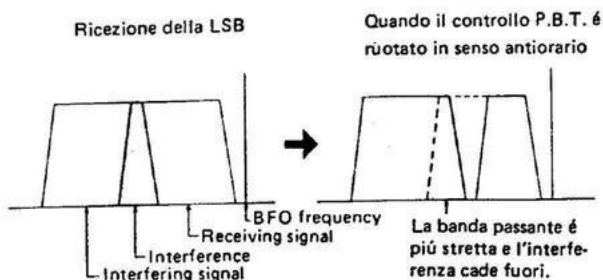 Ricezione della LSB
Quando il controllo P.B.T. é
ruotato in senso antiorario
BFO frequency
Receiving signal
Interference
Interfering signal
La banda passante é
piú stretta e l'interfe-
renza cade fuori.